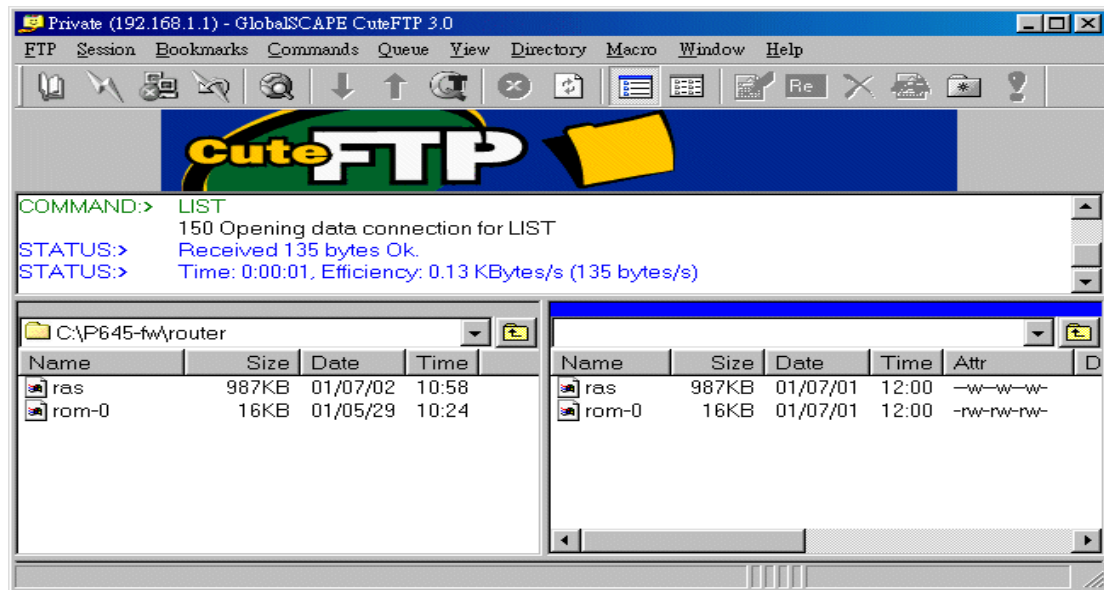 Private (192.168.1.1) - GlobalSCAPE CuteFTP 3.0
FTP Session Bookmarks Commands Queue View Directory Macro Window Help
Re
cute FTP
COMMAND:> LIST
150 Opening data connection for LIST
STATUS:> Received 135 bytes Ok.
STATUS:> Time: 0:00:01, Efficiency: 0.13 KBytes/s (135 bytes/s)
C:\P645-fw\router
Name Size Date Time
ras 987KB 01/07/02 10:58
rom-0 16KB 01/05/29 10:24
Name Size Date Time Attr D
ras 987KB 01/07/01 12:00 --w--w--w-
rom-0 16KB 01/07/01 12:00 -rw-rw-rw-